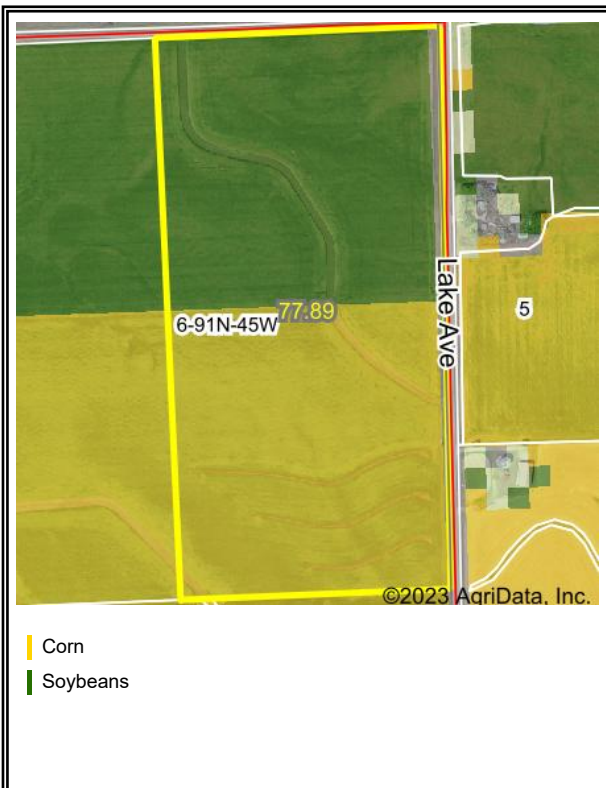 77.89
6-91N-45W
Lake Ave
5
©2023 AgriData, Inc.
Corn
Soybeans